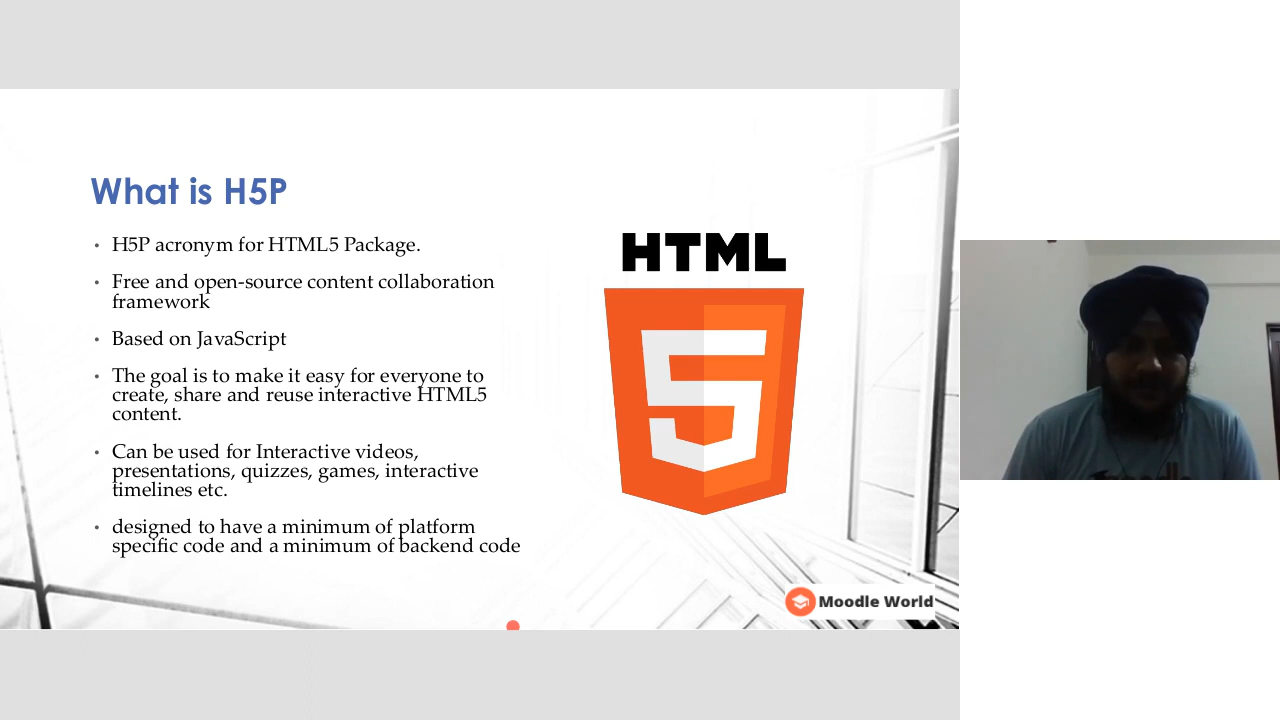 What is H5P
• H5P acronym for HTML5 Package.
• Free and open-source content collaboration
framework
• Based on JavaScript
• The goal is to make it easy for everyone to
create, share and reuse interactive HTML5
content.
• Can be used for Interactive videos,
presentations, quizzes, games, interactive
timelines etc.
• designed to have a minimum of platform
specific code and a minimum of backend code
HTML
5
Moodle World